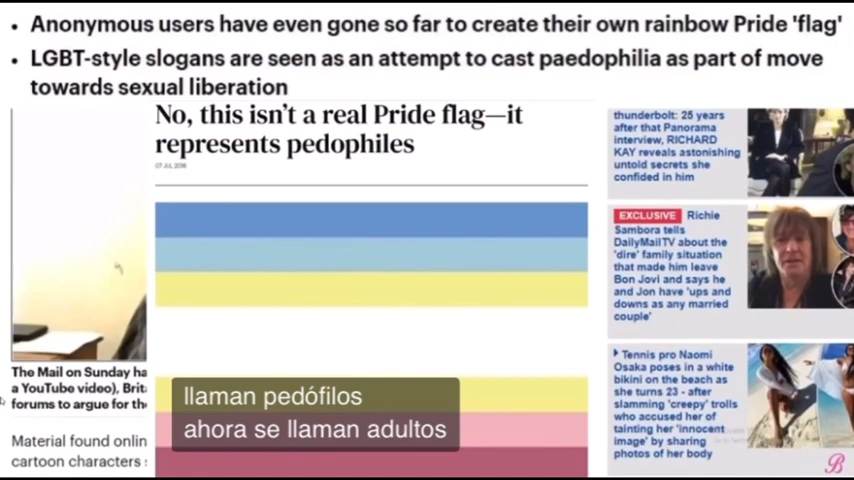 Anonymous users have even gone so far to create their own rainbow Pride 'flag'
LGBT-style slogans are seen as an attempt to cast paedophilia as part of move
towards sexual liberation
No, this isn't a real Pride flag—it
represents pedophiles
The Mail on Sunday ha
a YouTube video), Brit
forums to argue for th
Material found onlin
cartoon characters
llaman pedófilos
ahora se llaman adultos
thunderbolt: 25 years
after that Panorama
interview, RICHARD
KAY reveals astonishing
untold secrets she
confided in him
EXCLUSIVE Richie
Sambora tells
DailyMailTV about the
'dire' family situation
that made him leave
Bon Jovi and says he
and Jon have 'ups and
downs as any married
couple'
Tennis pro Naomi
Osaka poses in a white
bikini on the beach as
she turns 23 - after
slamming 'creepy' trolls
who accused her of
tainting her 'innocent
image' by sharing
photos of her body
B